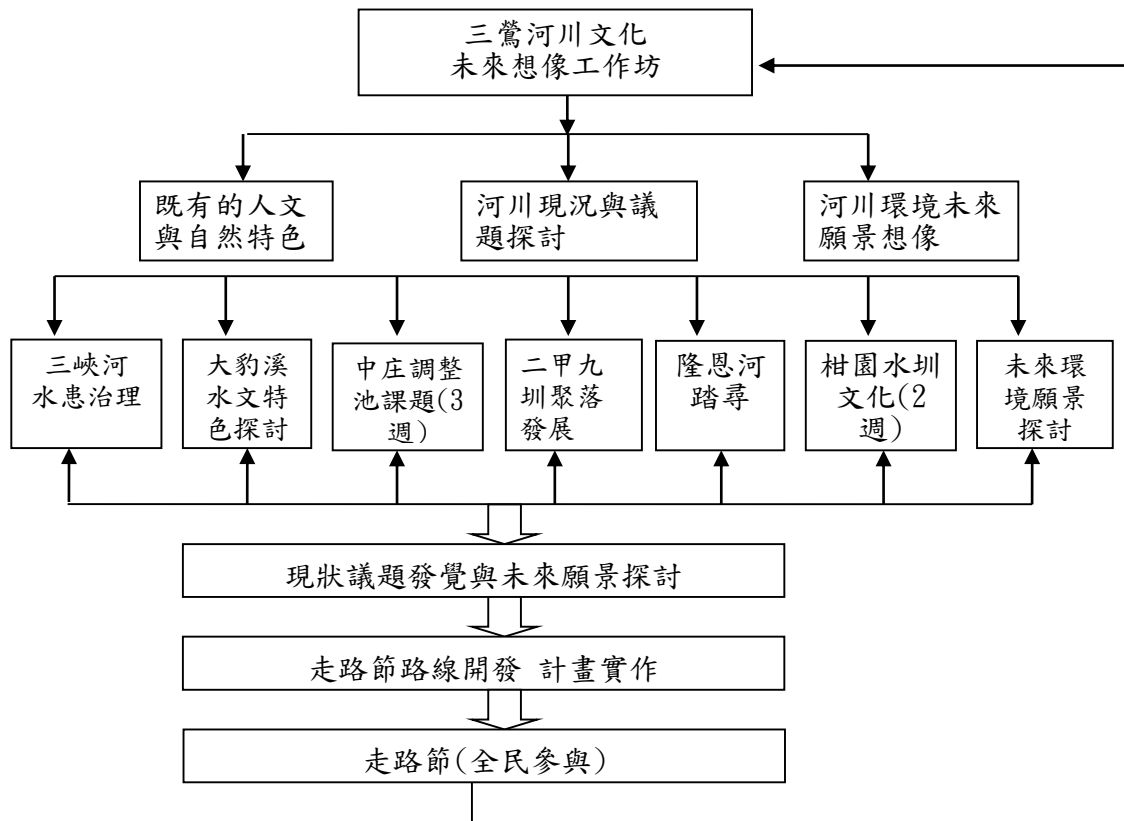 三鶯河川文化
未來想像工作坊
既有的人文
與自然特色
河川現況與議
題探討
河川環境未來
願景想像
三峽河
水患治理
大豹溪
水文特
色探討
中庄調整
池課題(3
週)
二甲九
圳聚落
發展
隆恩河
踏尋
柑園水圳
文化(2
週)
未來環
境願景
探討
現狀議題發覺與未來願景探討
走路節路線開發 計畫實作
走路節(全民參與)